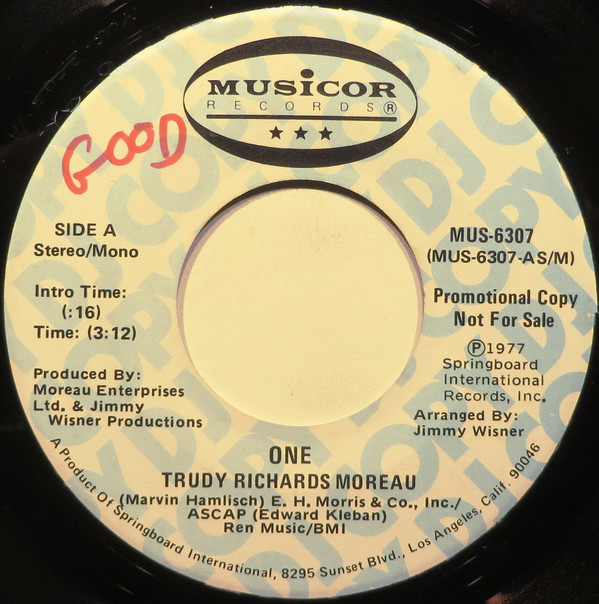 MUSICOR
RECORDS®
★★★
GOOD
SIDE A
Stereo/Mono
Intro Time:
(:16)
Time: (3:12)
Produced By:
Moreau Enterprises
Ltd. & Jimmy
Wisner Productions
MUS-6307
(MUS-6307-AS/M)
Promotional Copy
Not For Sale
Ⓟ1977
Springboard
International
Records, Inc.
Arranged By:
Jimmy Wisner
ONE
TRUDY RICHARDS MOREAU
(Marvin Hamlisch) E. H. Morris & Co., Inc./
ASCAP (Edward Kleban)
Ren Music/BMI
A Product Of Springboard International, 8295 Sunset Blvd., Los Angeles, Calif. 90046
DJ COPY